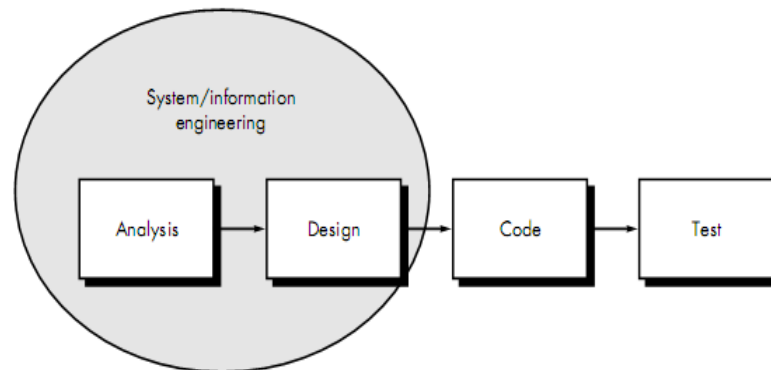 System/information
engineering
Analysis
Design
Code
Test